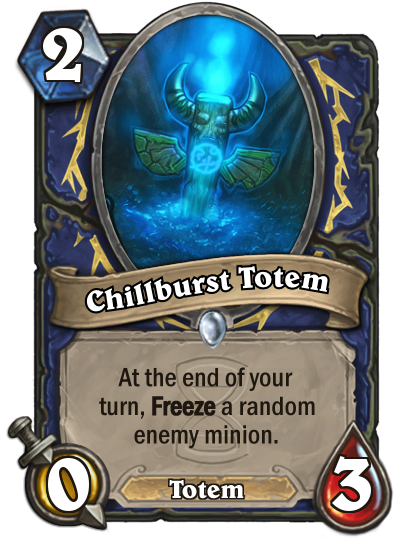 2
Chillburst Totem
At the end of your
turn, Freeze a random
enemy minion.
0
Totem
3